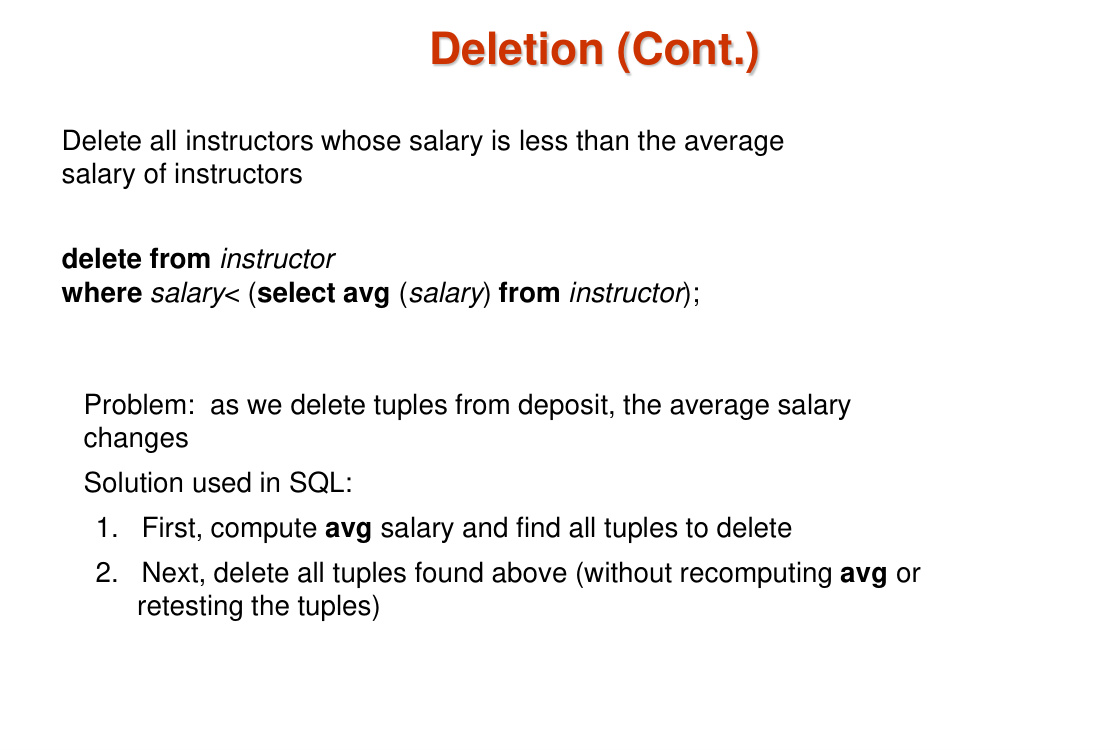 Deletion (Cont.)
Delete all instructors whose salary is less than the average
salary of instructors
delete from instructor
where salary< (select avg (salary) from instructor);
Problem:  as we delete tuples from deposit, the average salary
changes
Solution used in SQL:
1.   First, compute avg salary and find all tuples to delete
2.   Next, delete all tuples found above (without recomputing avg or
retesting the tuples)